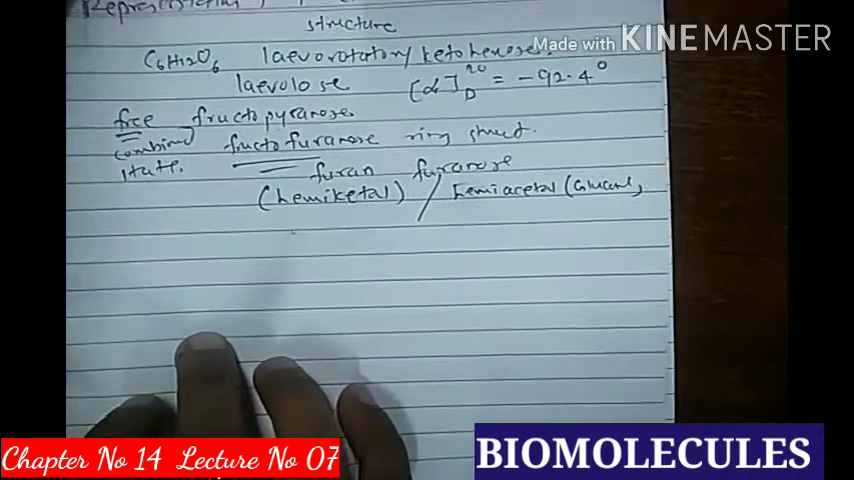 structure
Made with KINEMASTER
C6H12O6 laevorotatory ketohexose.
laevolose [α]D20 = -92.4°
free fructopyranose
combined fructofuranose ring struct.
state.
furan furanose
(hemiketal) / hemiacetal (Glucose,
Chapter No 14 Lecture No 07
BIOMOLECULES